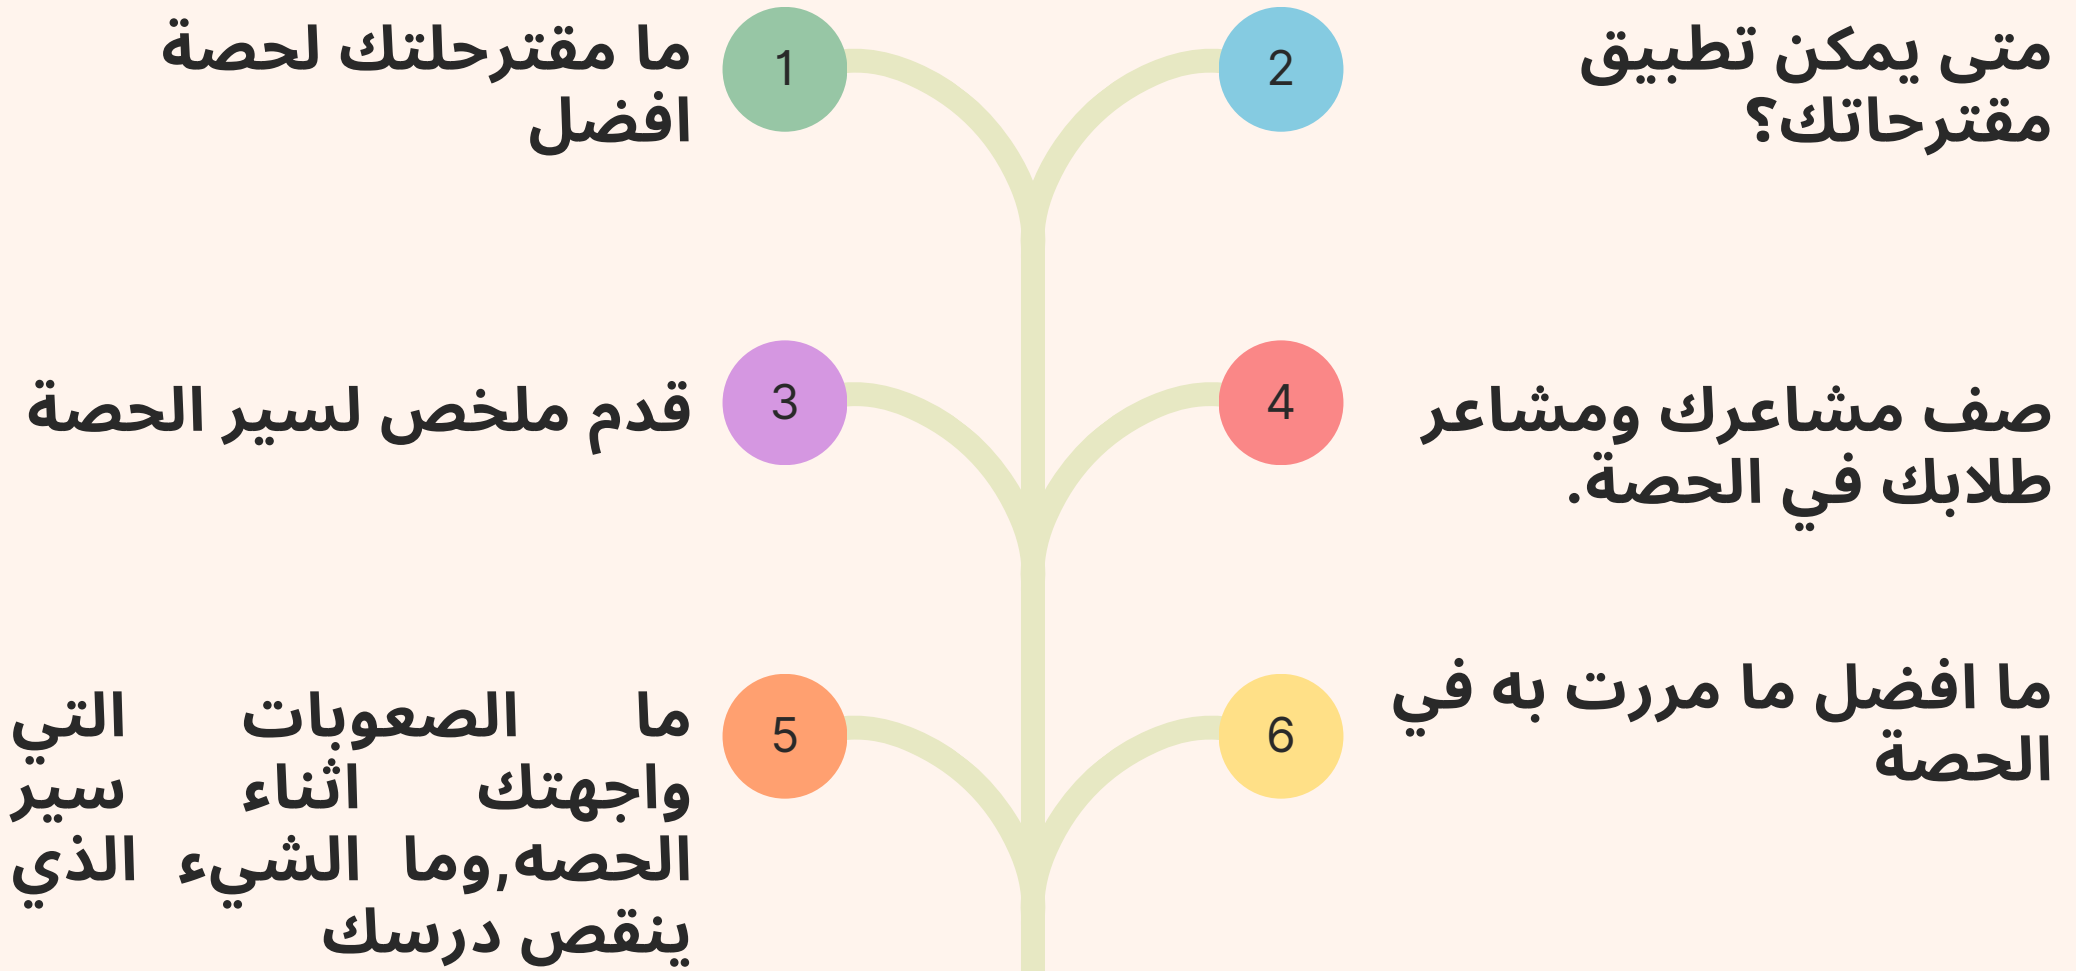 1
ما مقترحلتك لحصة
افضل
2
متى يمكن تطبيق
مقترحاتك؟
3
قدم ملخص لسير الحصة
4
صف مشاعرك ومشاعر
طلابك في الحصة.
5
ما الصعوبات التي
واجهتك اثناء سير
الحصه,وما الشيء الذي
ينقص درسك
6
ما افضل ما مررت به في
الحصة